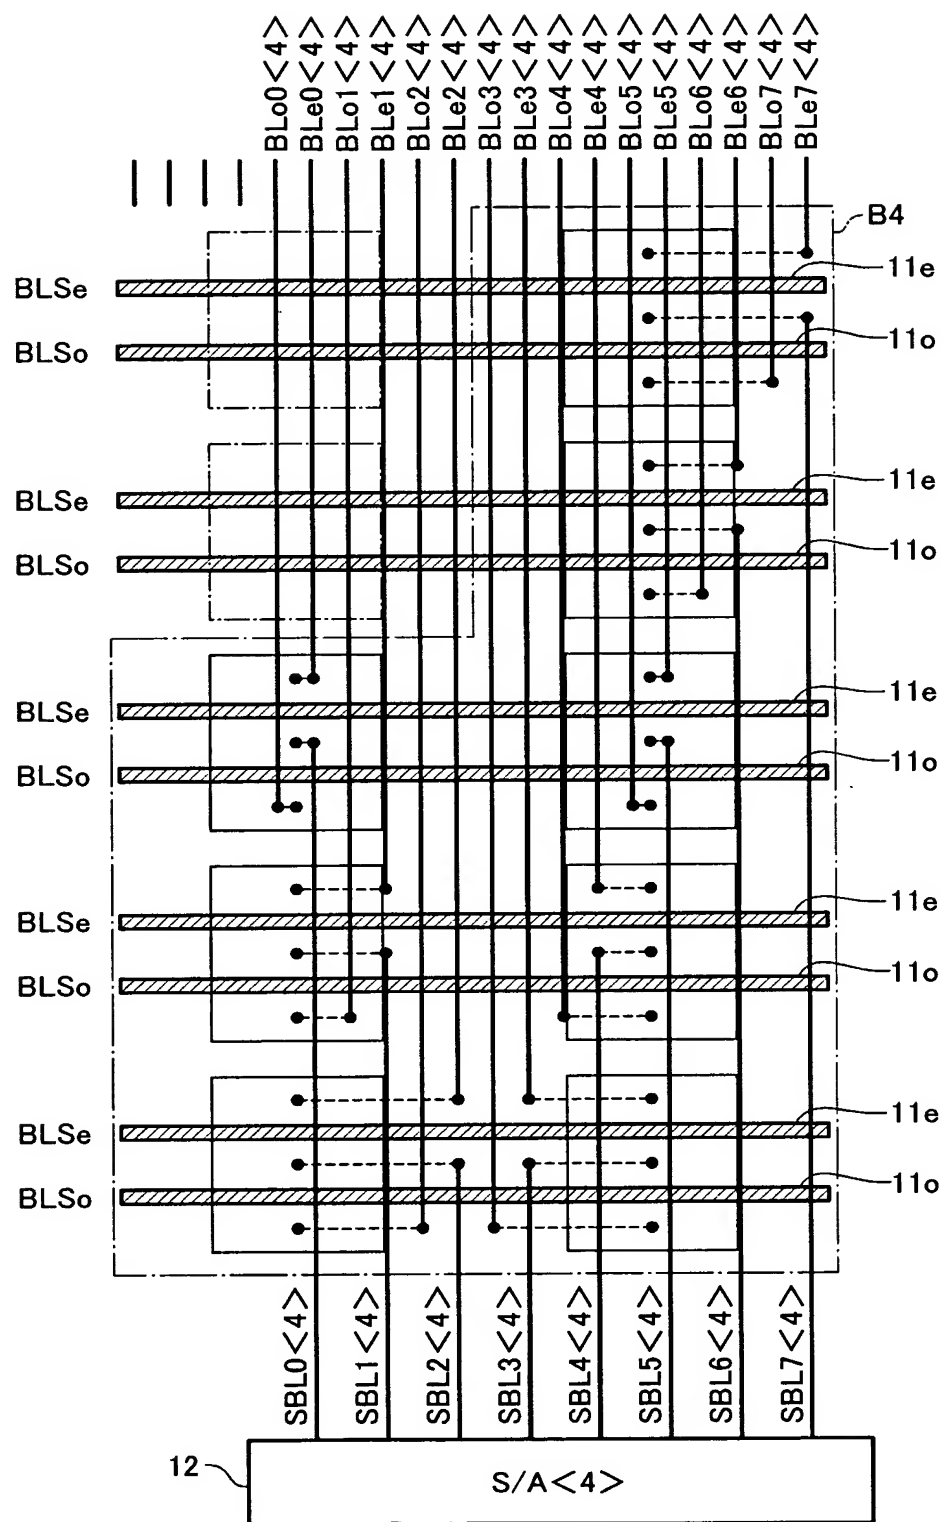 BLo0<4>
BLe0<4>
BLo1<4>
BLe1<4>
BLo2<4>
BLe2<4>
BLo3<4>
BLe3<4>
BLo4<4>
BLe4<4>
BLo5<4>
BLe5<4>
BLo6<4>
BLe6<4>
BLo7<4>
BLe7<4>
B4
BLSe
11e
BLSo
11o
BLSe
11e
BLSo
11o
BLSe
11e
BLSo
11o
BLSe
11e
BLSo
11o
BLSe
11e
BLSo
11o
SBL0<4>
SBL1<4>
SBL2<4>
SBL3<4>
SBL4<4>
SBL5<4>
SBL6<4>
SBL7<4>
12
S/A<4>